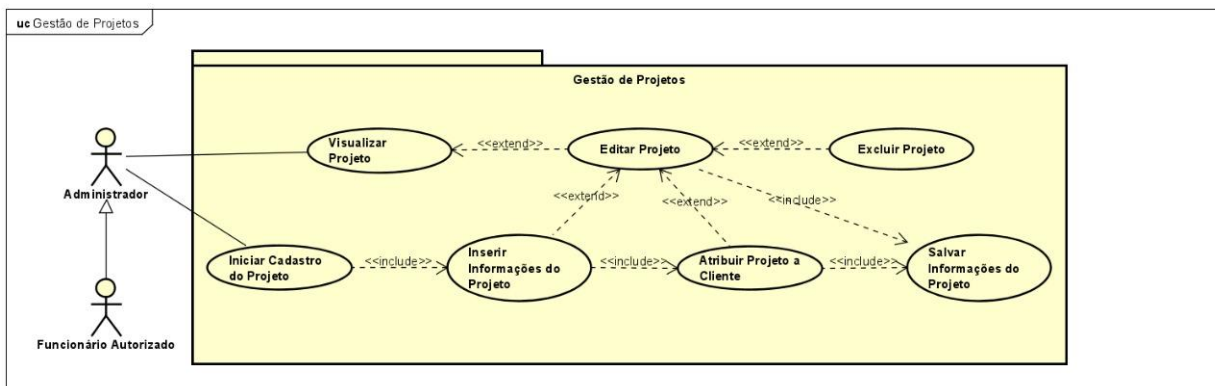 uc Gestão de Projetos
Gestão de Projetos
Visualizar
Projeto
<<extend>>
Editar Projeto
<<extend>>
Excluir Projeto
Administrador
<<extend>>
<<extend>>
<<include>>
Iniciar Cadastro
do Projeto
<<include>>
Inserir
Informações do
Projeto
<<include>>
Atribuir Projeto a
Cliente
<<include>>
Salvar
Informações do
Projeto
Funcionário Autorizado